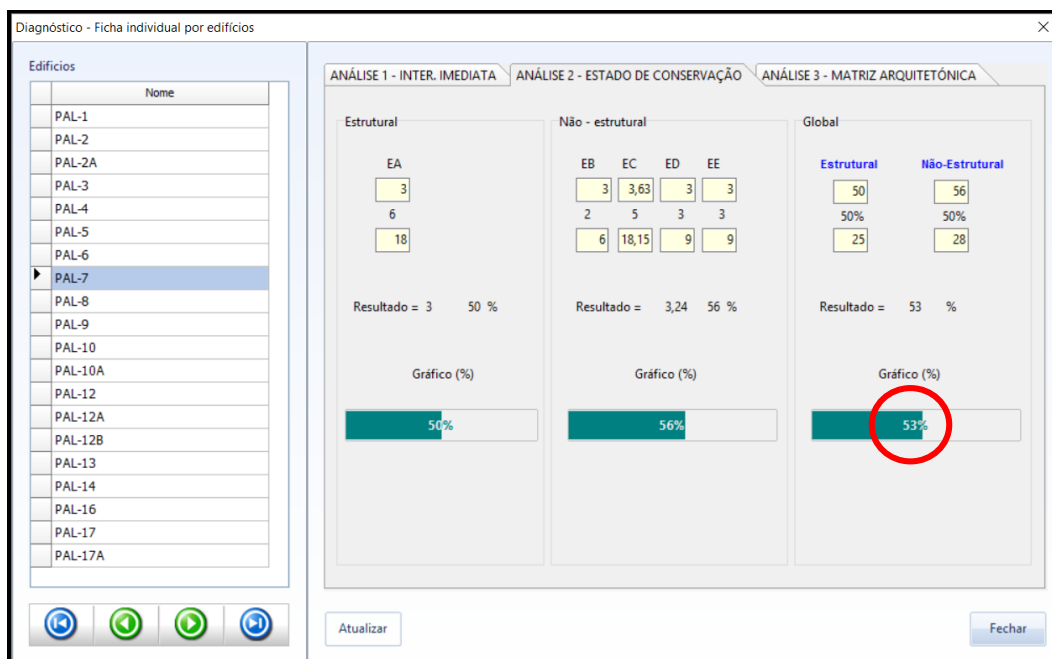 Diagnóstico - Ficha individual por edifícios
Edificios
Nome
PAL-1
PAL-2
PAL-2A
PAL-3
PAL-4
PAL-5
PAL-6
PAL-7
PAL-8
PAL-9
PAL-10
PAL-10A
PAL-12
PAL-12A
PAL-12B
PAL-13
PAL-14
PAL-16
PAL-17
PAL-17A
ANÁLISE 1 - INTER. IMEDIATA ANÁLISE 2 - ESTADO DE CONSERVAÇÃO ANÁLISE 3 - MATRIZ ARQUITETÓNICA
Estrutural
EA
3
6
18
Resultado = 3 50 %
Gráfico (%)
50%
Não - estrutural
EB EC ED EE
3 3,63 3 3
2 5 3 3
6 18,15 9 9
Resultado = 3,24 56 %
Gráfico (%)
56%
Global
Estrutural Não-Estrutural
50 56
50% 50%
25 28
Resultado = 53 %
Gráfico (%)
53%
Atualizar
Fechar